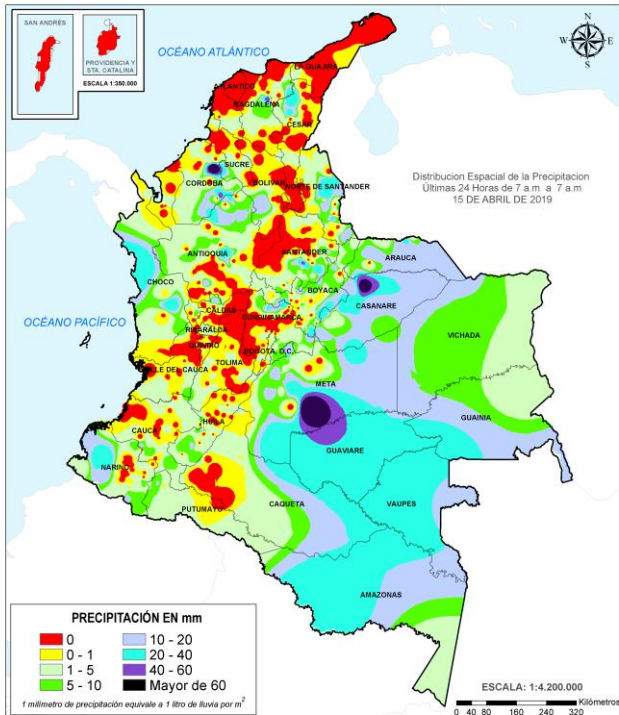 SAN ANDRÉS
PROVIDENCIA Y
STA. CATALINA
ESCALA 1:350.000
OCÉANO ATLÁNTICO
N
W
E
S
LA GUAJIRA
ATLANTICO
MAGDALENA
CESAR
SUCRE
CORDOBA
BOLIVAR
NORTE DE SANTANDER
Distribucion Espacial de la Precipitacion
Últimas 24 Horas de 7 a.m a 7 a.m
15 DE ABRIL DE 2019
ANTIOQUIA
SANTANDER
ARAUCA
CHOCO
BOYACA
CASANARE
OCÉANO PACÍFICO
CALDAS
CUNDINAMARCA
VICHADA
RISARALDA
QUINDIO
BOGOTA, D.C.
TOLIMA
VALLE DEL CAUCA
META
GUAINIA
CAUCA
HUILA
GUAVIARE
NARIÑO
CAQUETA
VAUPES
PUTUMAYO
AMAZONAS
PRECIPITACIÓN EN mm
0
10 - 20
0 - 1
20 - 40
1 - 5
40 - 60
5 - 10
Mayor de 60
1 milimetro de precipitación equivale a 1 litro de lluvia por m2
ESCALA: 1:4.200.000
Kilómetros
0 40 80 160 240 320